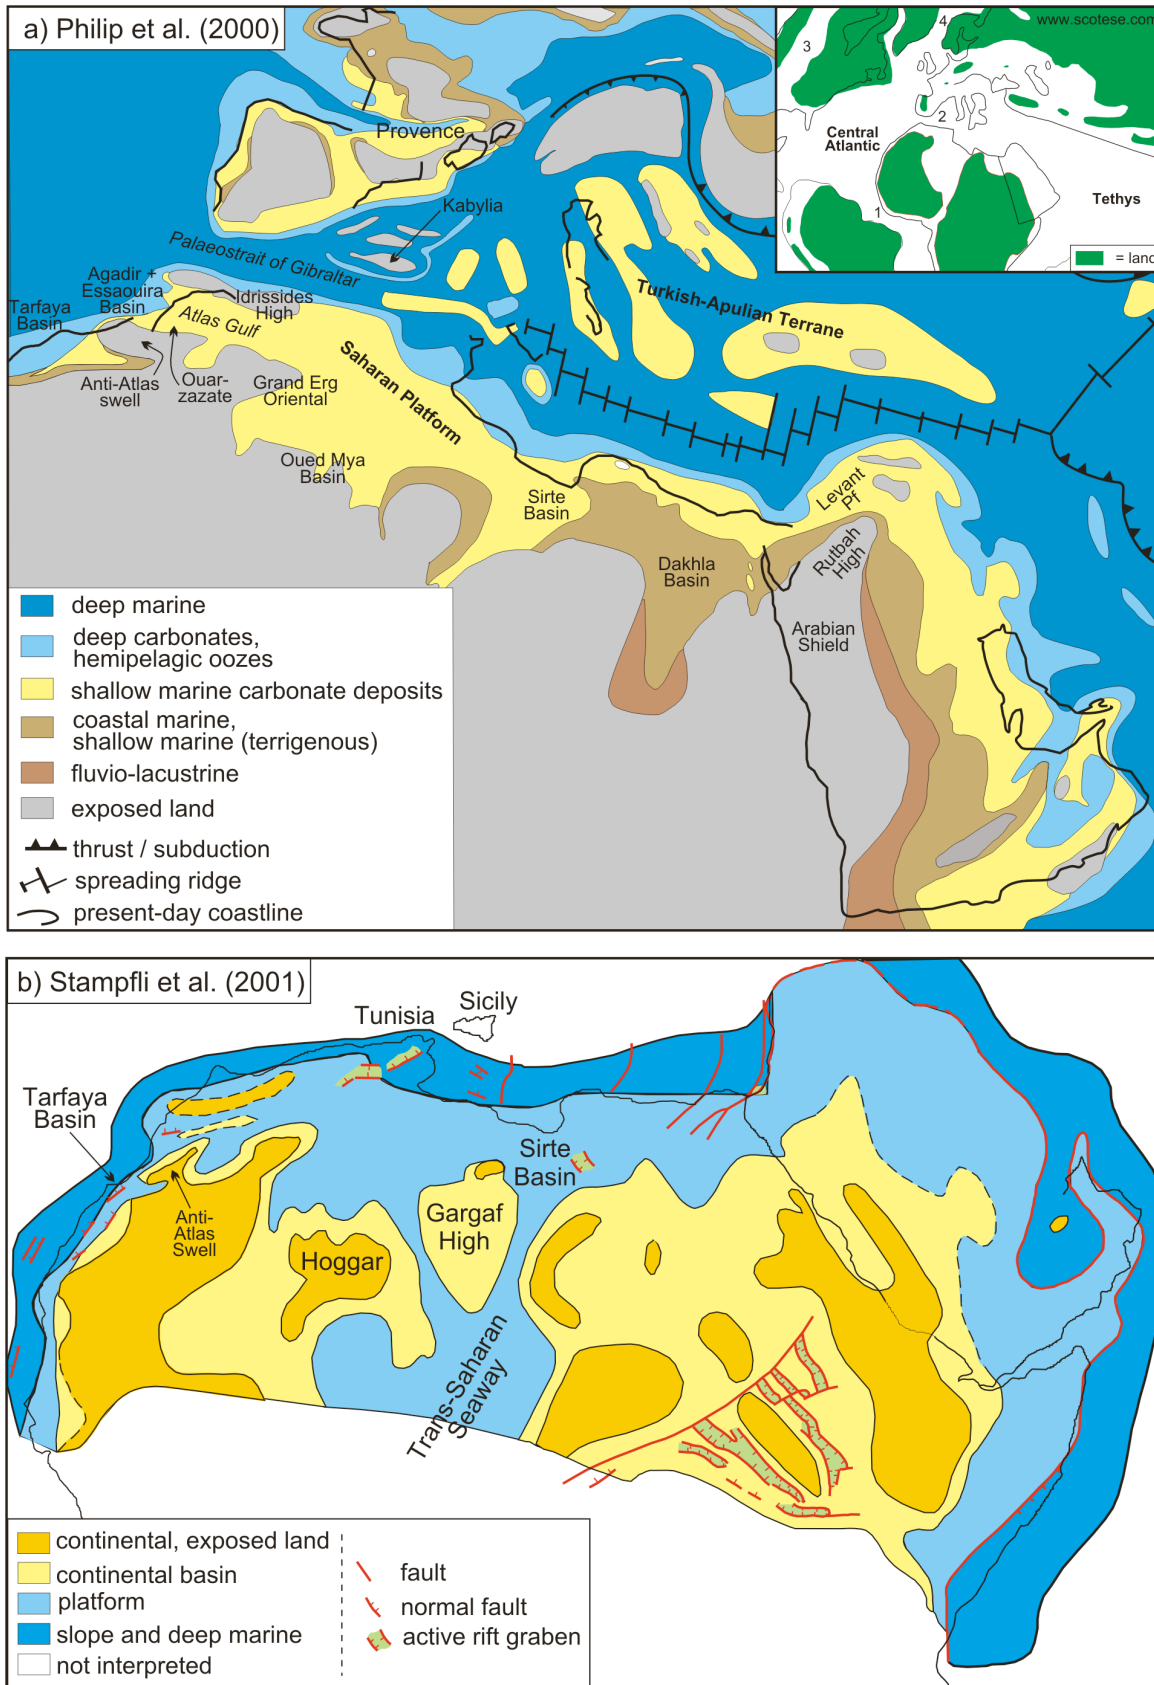 a) Philip et al. (2000)
www.scotese.com
3
4
2
Central
Atlantic
1
Tethys
= land
Provence
Kabylia
Palaeostrait of Gibraltar
Agadir +
Essaouira
Basin
Tarfaya
Basin
Idrissides
High
Atlas Gulf
Anti-Atlas
swell
Ouar-
zazate
Grand Erg
Oriental
Saharan Platform
Turkish-Apulian Terrane
Oued Mya
Basin
Sirte
Basin
Levant
Pf
Dakhla
Basin
Rutbah
High
Arabian
Shield
deep marine
deep carbonates,
hemipelagic oozes
shallow marine carbonate deposits
coastal marine,
shallow marine (terrigenous)
fluvio-lacustrine
exposed land
thrust / subduction
spreading ridge
present-day coastline
b) Stampfli et al. (2001)
Tunisia
Sicily
Tarfaya
Basin
Sirte
Basin
Anti-
Atlas
Swell
Hoggar
Gargaf
High
Trans-Saharan
Seaway
continental, exposed land
continental basin
platform
slope and deep marine
not interpreted
fault
normal fault
active rift graben